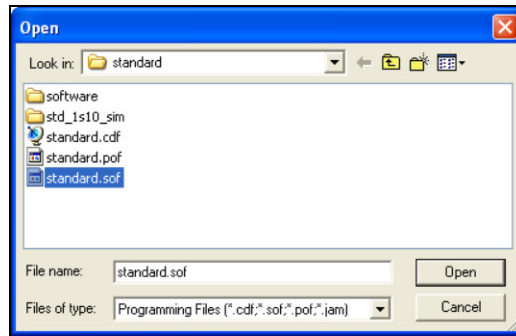 Open
Look in: standard
software
std_1s10_sim
standard.cdf
standard.pof
standard.sof
File name: standard.sof Open
Files of type: Programming Files (*.cdf;*.sof;*.pof;*.jam) Cancel